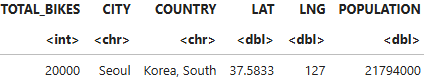 TOTAL_BIKES CITY COUNTRY LAT LNG POPULATION
<int> <chr> <chr> <dbl> <dbl> <dbl>
20000 Seoul Korea, South 37.5833 127 21794000